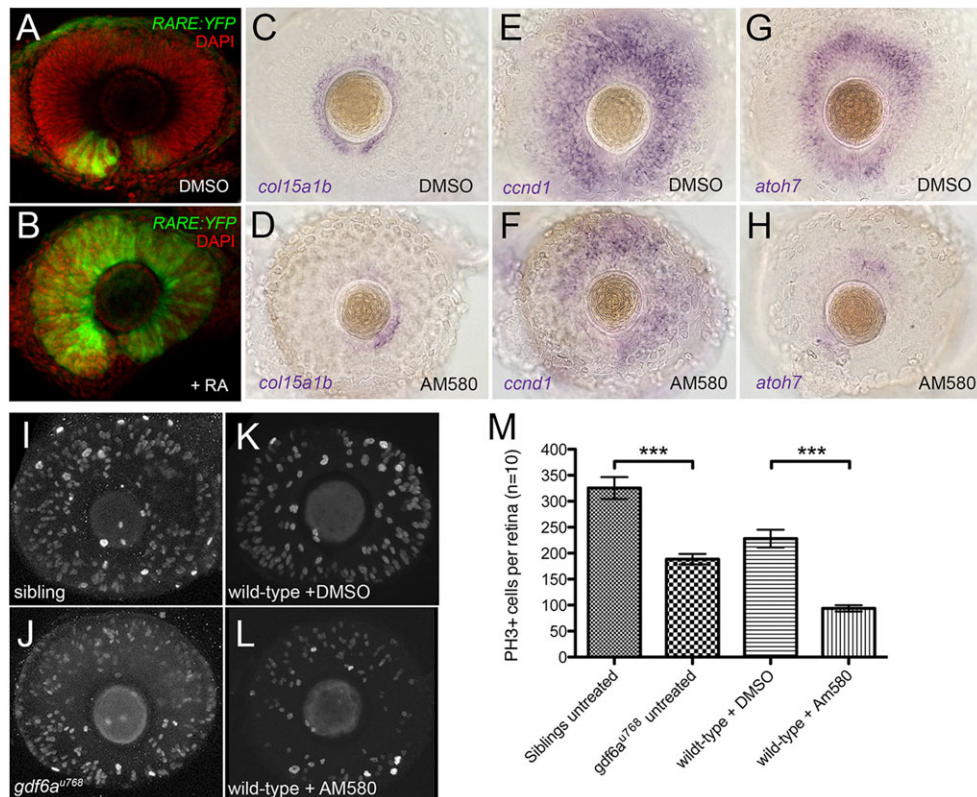 A
RARE:YFP
DAPI
DMSO
B
RARE:YFP
DAPI
+ RA
C
col15a1b
DMSO
D
col15a1b
AM580
E
ccnd1
DMSO
F
ccnd1
AM580
G
atoh7
DMSO
H
atoh7
AM580
I
sibling
J
gdf6a^u768
K
wild-type +DMSO
L
wild-type + AM580
M
PH3+ cells per retina (n=10)
400
350
300
250
200
150
100
50
0
***
***
Siblings untreated
gdf6a^u768 untreated
wildt-type + DMSO
wild-type + Am580